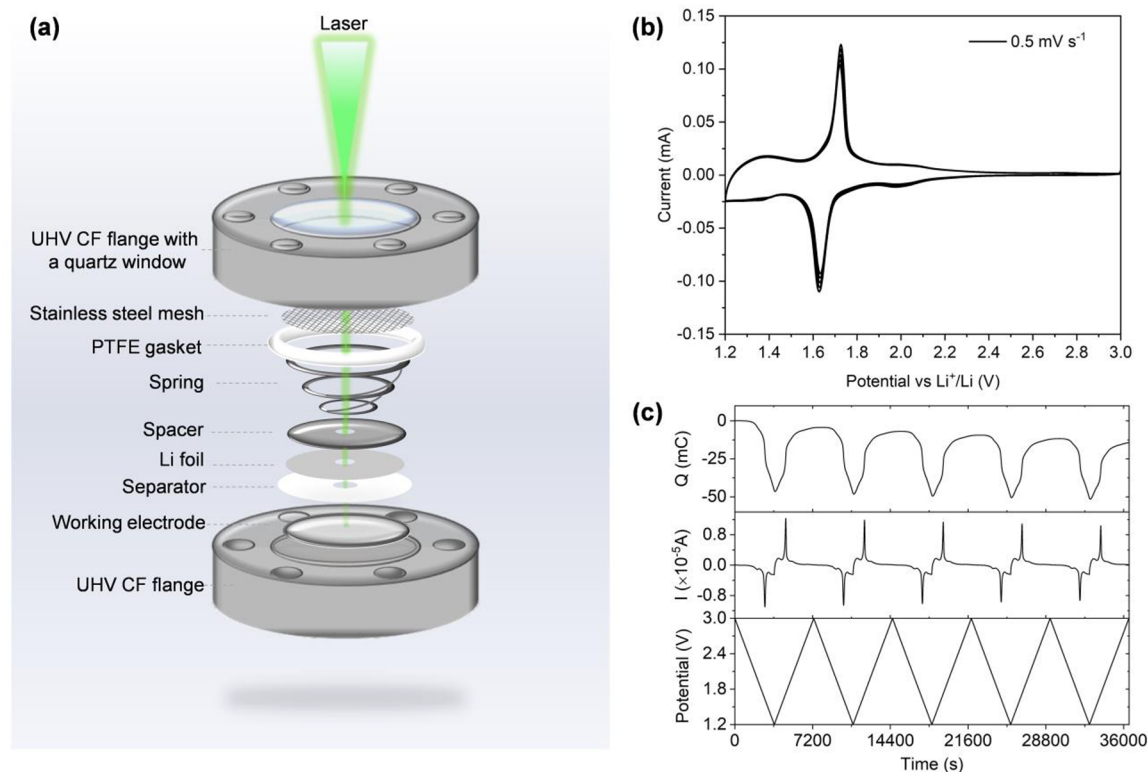 (a)
Laser
UHV CF flange with
a quartz window
Stainless steel mesh
PTFE gasket
Spring
Spacer
Li foil
Separator
Working electrode
UHV CF flange
(b)
0.5 mV s⁻¹
Current (mA)
0.15
0.10
0.05
0.00
-0.05
-0.10
-0.15
1.2 1.4 1.6 1.8 2.0 2.2 2.4 2.6 2.8 3.0
Potential vs Li⁺/Li (V)
(c)
Q (mC)
0
-25
-50
I (×10⁻⁵A)
0.8
0.0
-0.8
Potential (V)
3.0
2.4
1.8
1.2
0 7200 14400 21600 28800 36000
Time (s)